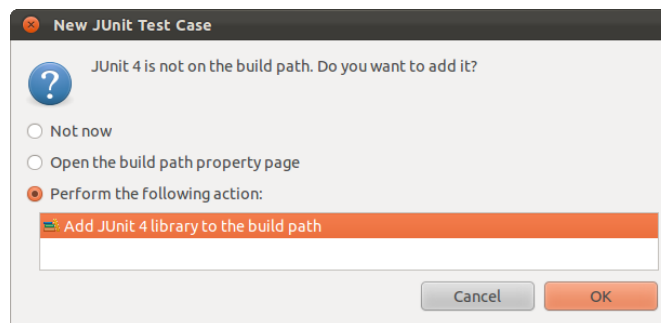 New JUnit Test Case
JUnit 4 is not on the build path. Do you want to add it?
Not now
Open the build path property page
Perform the following action:
Add JUnit 4 library to the build path
Cancel
OK